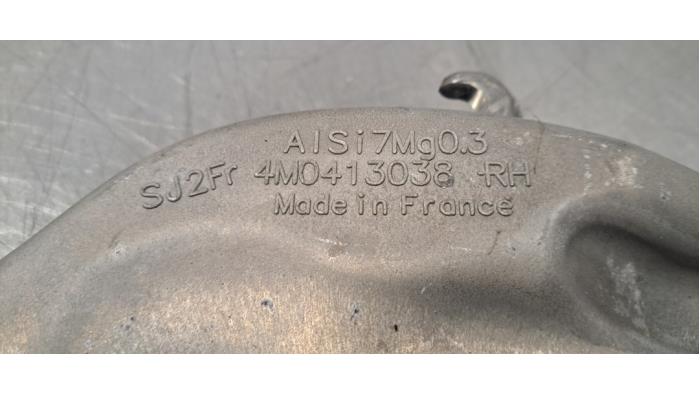 AlSi7Mg0.3
SJ2Fr 4M0413038 RH
Made in France